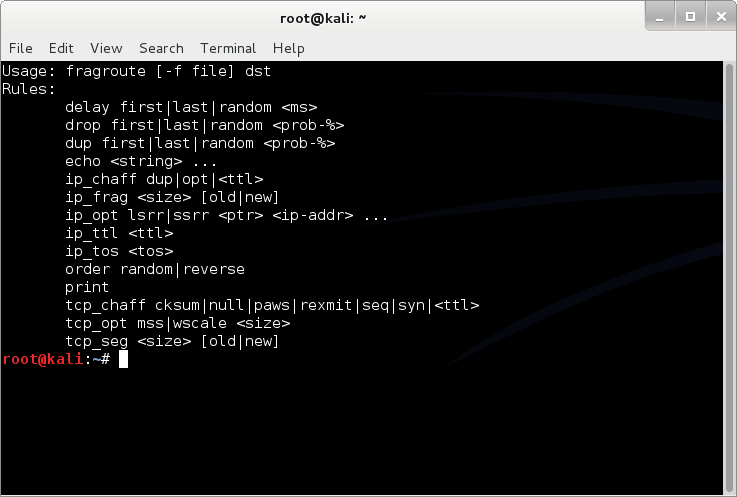 root@kali: ~
File Edit View Search Terminal Help
Usage: fragroute [-f file] dst
Rules:
       delay first|last|random <ms>
       drop first|last|random <prob-%>
       dup first|last|random <prob-%>
       echo <string> ...
       ip_chaff dup|opt|<ttl>
       ip_frag <size> [old|new]
       ip_opt lsrr|ssrr <ptr> <ip-addr> ...
       ip_ttl <ttl>
       ip_tos <tos>
       order random|reverse
       print
       tcp_chaff cksum|null|paws|rexmit|seq|syn|<ttl>
       tcp_opt mss|wscale <size>
       tcp_seg <size> [old|new]
root@kali:~#